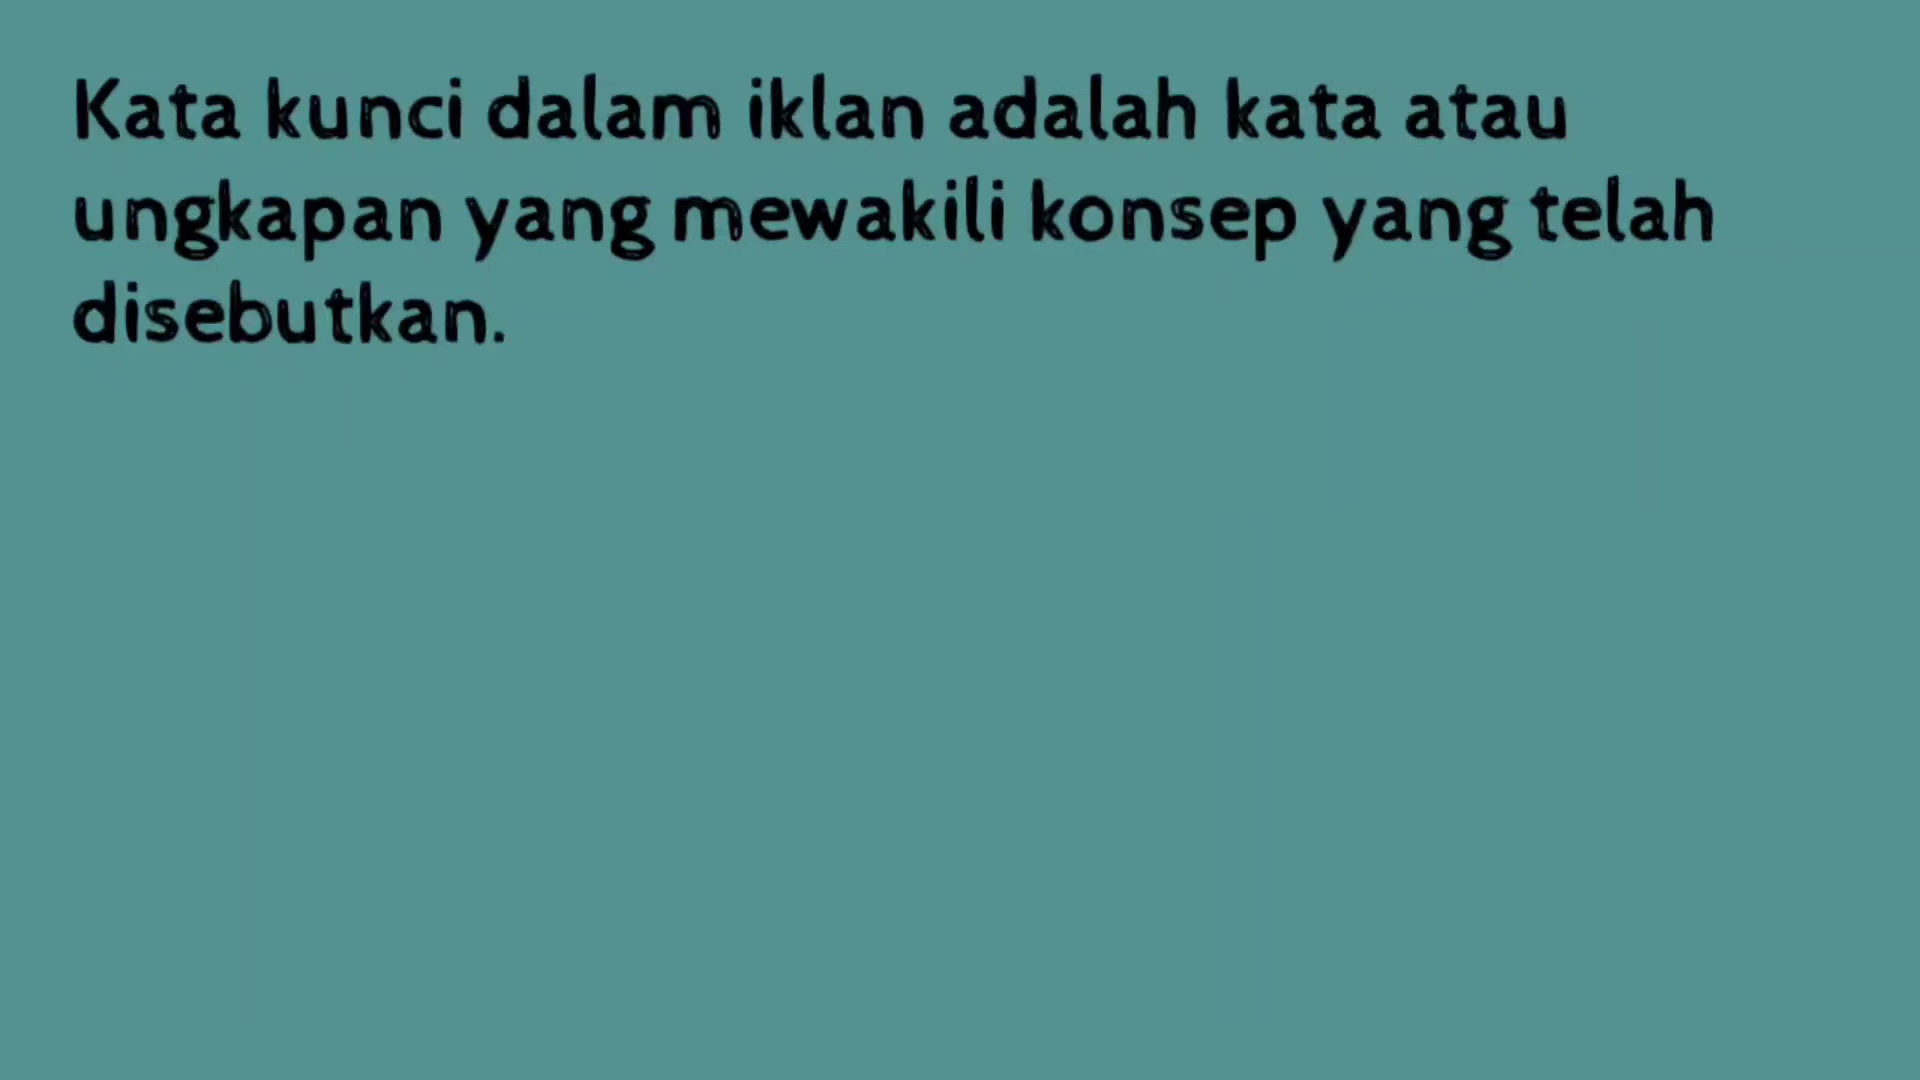 Kata kunci dalam iklan adalah kata atau
ungkapan yang mewakili konsep yang telah
disebutkan.